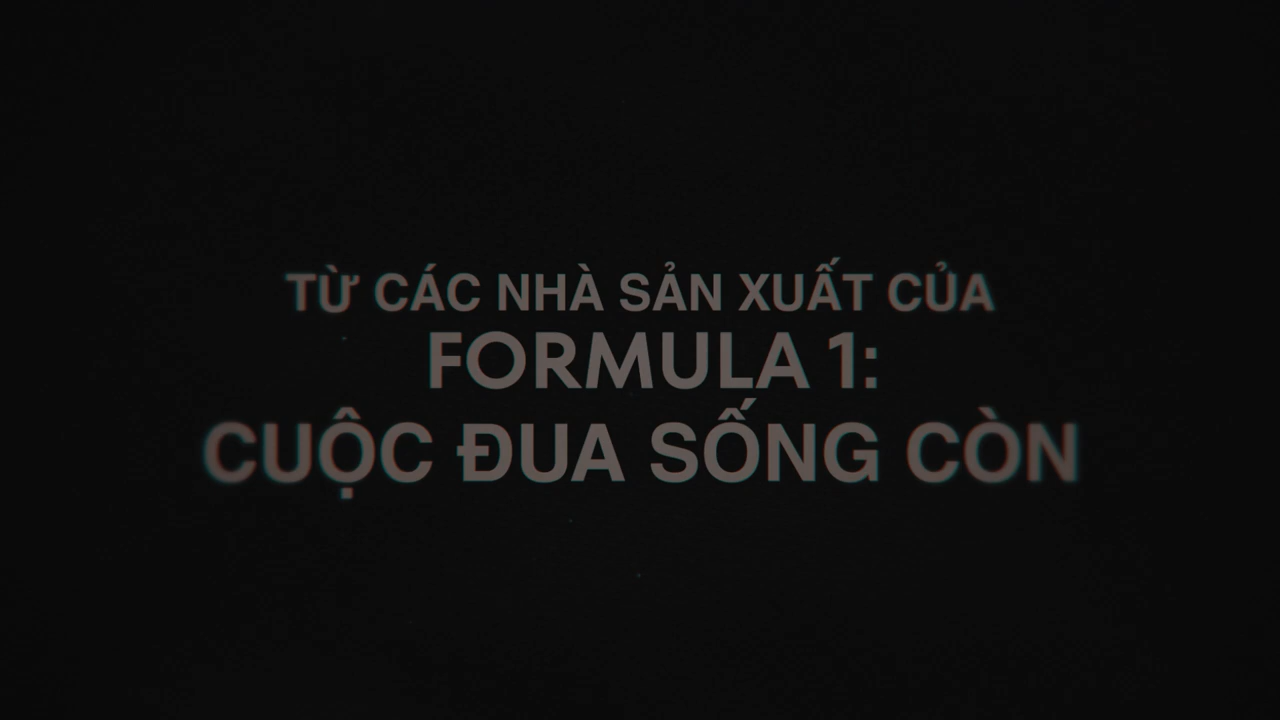 TỪ CÁC NHÀ SẢN XUẤT CỦA
FORMULA 1:
CUỘC ĐUA SỐNG CÒN